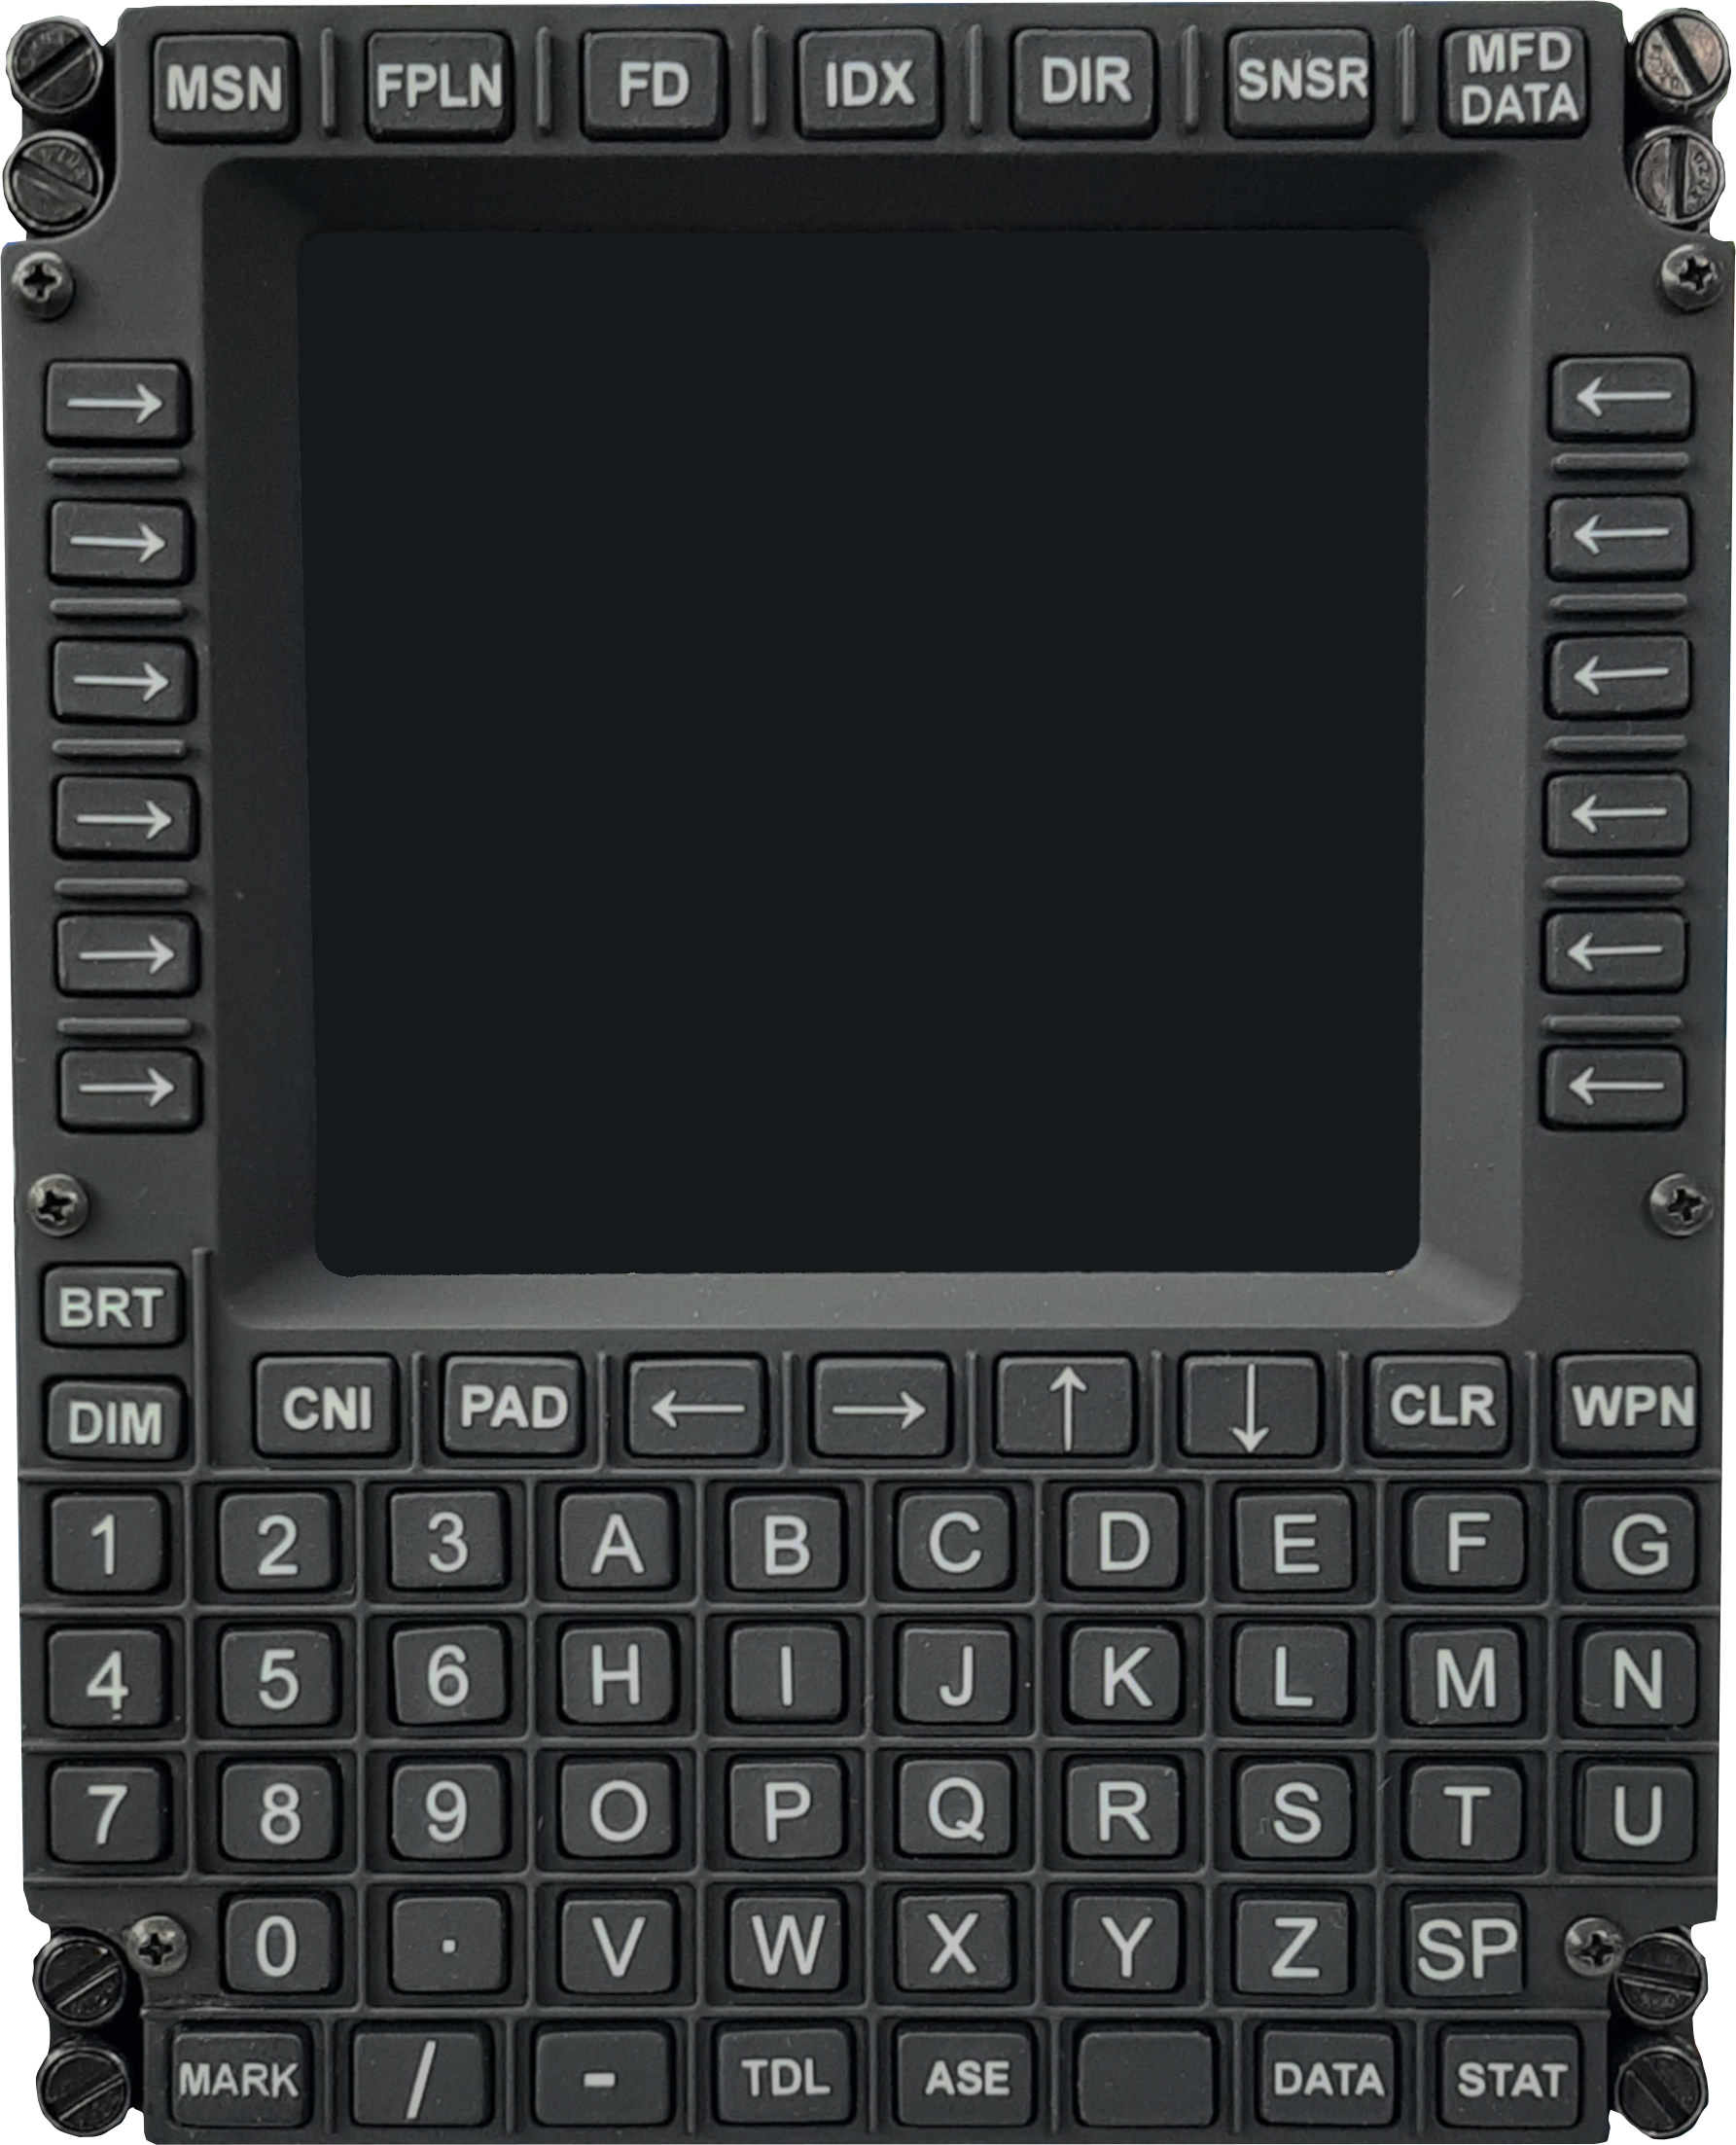 MSN FPLN FD IDX DIR SNSR MFD DATA
→ ←
→ ←
→ ←
→ ←
→ ←
→ ←
BRT
DIM CNI PAD ← → ↑ ↓ CLR WPN
1 2 3 A B C D E F G
4 5 6 H I J K L M N
7 8 9 O P Q R S T U
0 . V W X Y Z SP
MARK / - TDL ASE DATA STAT